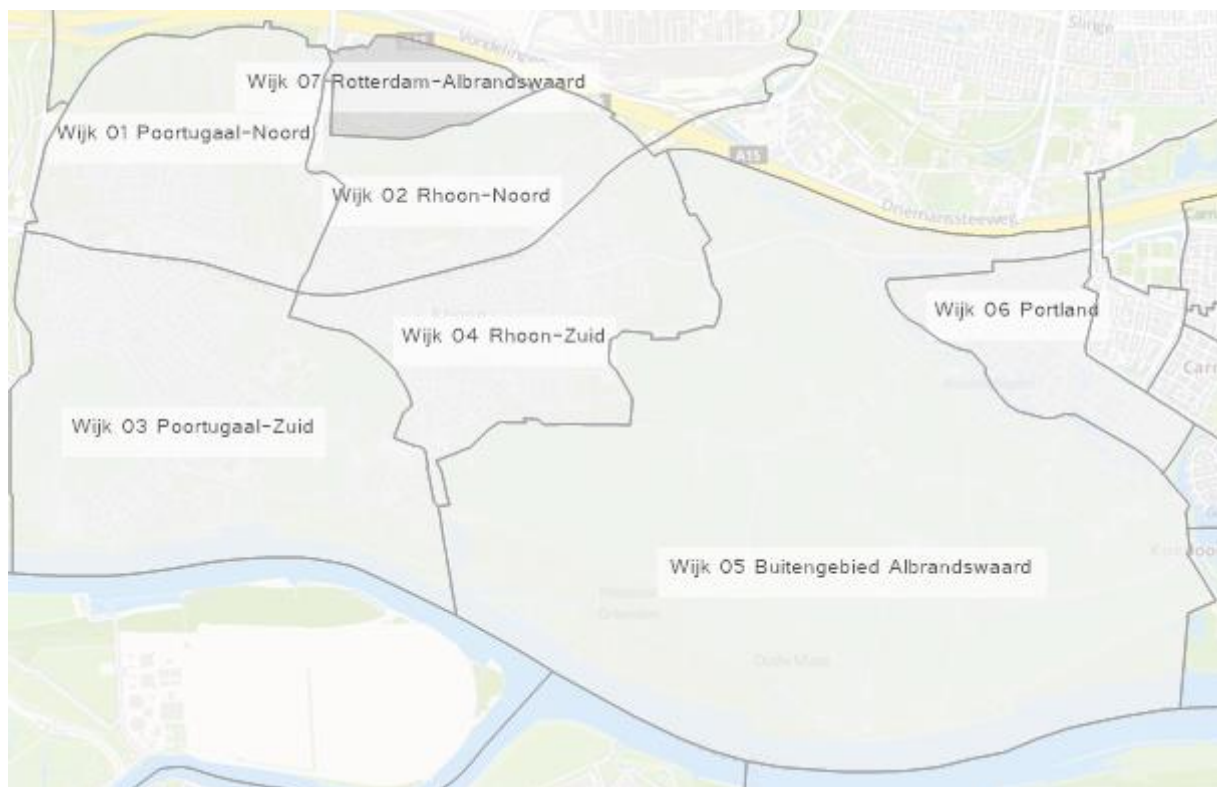 Slinge
Wijk 07-Rotterdam-Albrandswaard
Wijk 01 Poortugaal-Noord
A15
Wijk 02 Rhoon-Noord
Driemanssteeweg
Wijk 06 Portland
Wijk 04 Rhoon-Zuid
Wijk 03 Poortugaal-Zuid
Wijk 05 Buitengebied Albrandswaard